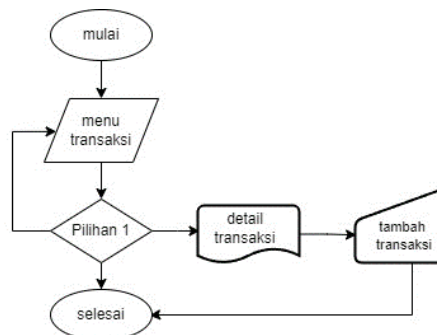 mulai
menu
transaksi
Pilihan 1
detail
transaksi
tambah
transaksi
selesai